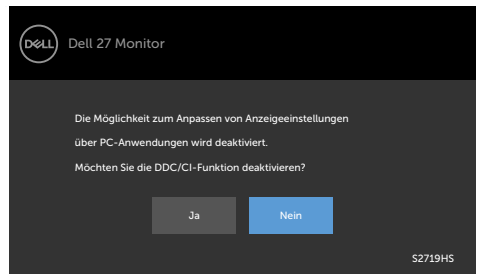 DELL
Dell 27 Monitor
Die Möglichkeit zum Anpassen von Anzeigeeinstellungen
über PC-Anwendungen wird deaktiviert.
Möchten Sie die DDC/CI-Funktion deaktivieren?
Ja Nein
S2719HS